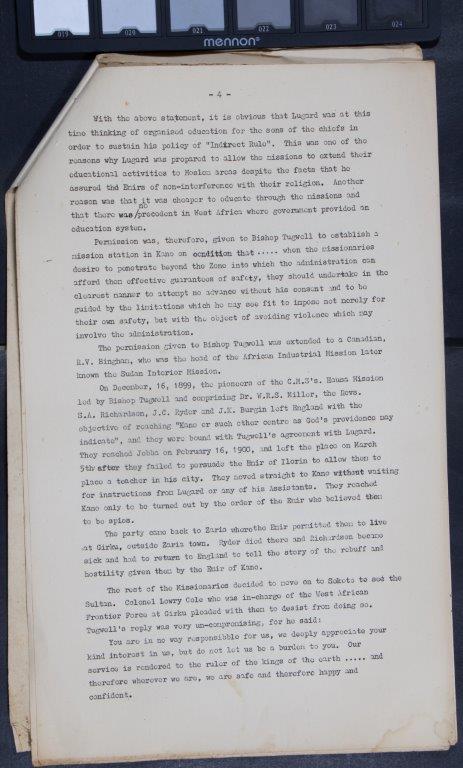 019 020 021 022 023 024
mennon®
- 4 -
With the above statement, it is obvious that Lugard was at this
time thinking of organised education for the sons of the chiefs in
order to sustain his policy of "Indirect Rule". This was one of the
reasons why Lugard was prepared to allow the missions to extend their
educational activities to Moslem areas despite the facts that he
assured thd Emirs of non-interference with their religion. Another
reason was that it was cheaper to educate through the missions and
no
that there was/precedent in West Africa where government provided an
education system.
Permission was, therefore, given to Bishop Tugwell to establish a
mission station in Kano on condition that ..... when the missionaries
desire to penetrate beyond the Zone into which the administration can
afford them effective guarantees of safety, they should undertake in the
clearest manner to attempt no advance without his consent and to be
guided by the limitations which he may see fit to impose not merely for
their own safety, but with the object of avoiding violence which may
involve the administration.
The permission given to Bishop Tugwell was extended to a Canadian,
R.V. Bingham, who was the head of the African Industrial Mission later
known the Sudan Interior Mission.
On December, 16, 1899, the pioneers of the C.M.S's. Hausa Mission
led by Bishop Tugwell and comprising Dr. W.R.S. Miller, the Revs.
S.A. Richardson, J.C. Ryder and J.K. Burgin left England with the
objective of reaching "Kano or such other centre as God's providence may
indicate", and they were bound with Tugwell's agreement with Lugard.
They reached Jebba on February 16, 1900, and left the place on March
5th after they failed to persuade the Emir of Ilorin to allow them to
place a teacher in his city. They moved straight to Kano without waiting
for instructions from Lugard or any of his Assistants. They reached
Kano only to be turned out by the order of the Emir who believed them
to be spies.
The party came back to Zaria wherethe Emir permitted them to live
at Girku, outside Zaria town. Ryder died there and Richardson became
sick and had to return to England to tell the story of the rebuff and
hostility given them by the Emir of Kano.
The rest of the Missionaries decided to move on to Sokoto to see the
Sultan. Colonel Lowry Cole who was in-charge of the West African
Frontier Force at Girku pleaded with them to desist from doing so.
Tugwell's reply was very un-compromising, for he said:
You are in no way responsibble for us, we deeply appreciate your
kind interest in us, but do not let us be a burden to you. Our
service is rendered to the ruler of the kings of the earth ..... and
therefore wherever we are, we are safe and therefore happy and
confident.